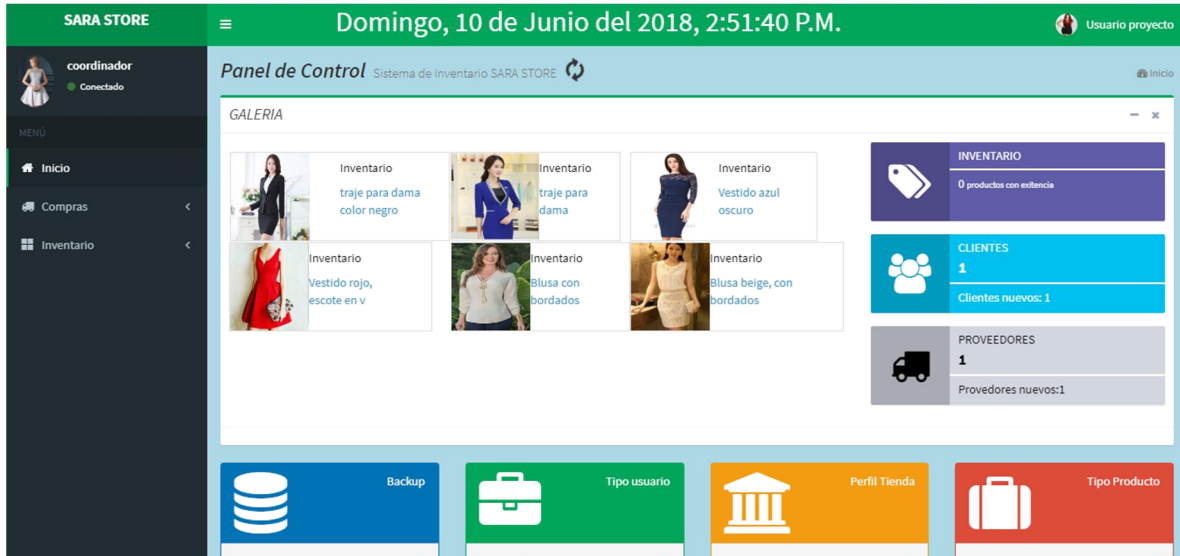 SARA STORE
Domingo, 10 de Junio del 2018, 2:51:40 P.M.
Usuario proyecto
coordinador
Conectado
MENÚ
Inicio
Compras
Inventario
Panel de Control Sistema de Inventario SARA STORE
Inicio
GALERIA
Inventario
traje para dama
color negro
Inventario
traje para
dama
Inventario
Vestido azul
oscuro
Inventario
Vestido rojo,
escote en v
Inventario
Blusa con
bordados
Inventario
Blusa beige, con
bordados
INVENTARIO
0 productos con exitencia
CLIENTES
1
Clientes nuevos: 1
PROVEEDORES
1
Provedores nuevos:1
Backup
Tipo usuario
Perfil Tienda
Tipo Producto